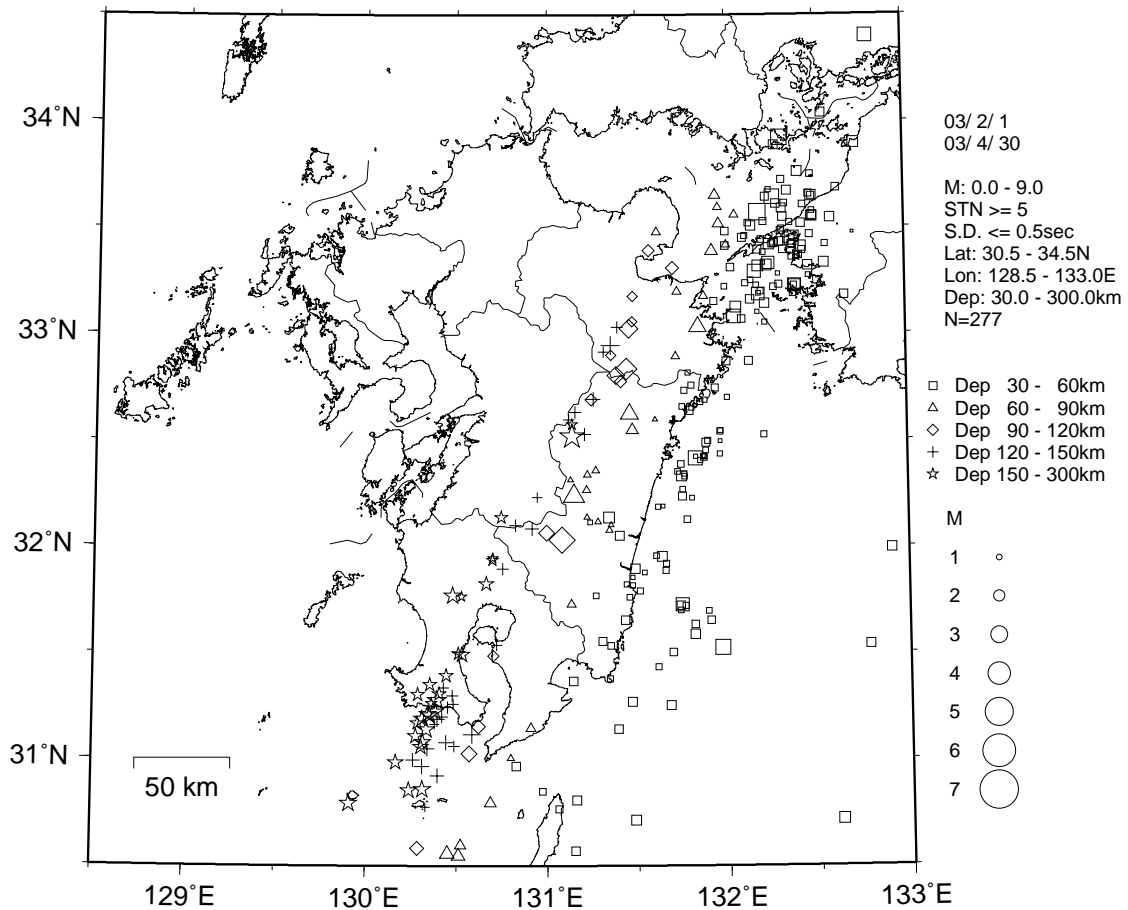 34˚N
33˚N
32˚N
31˚N
129˚E
130˚E
131˚E
132˚E
133˚E
50 km
03/ 2/ 1
03/ 4/ 30
M: 0.0 - 9.0
STN >= 5
S.D. <= 0.5sec
Lat: 30.5 - 34.5N
Lon: 128.5 - 133.0E
Dep: 30.0 - 300.0km
N=277
Dep 30 - 60km
Dep 60 - 90km
Dep 90 - 120km
Dep 120 - 150km
Dep 150 - 300km
M
1
2
3
4
5
6
7